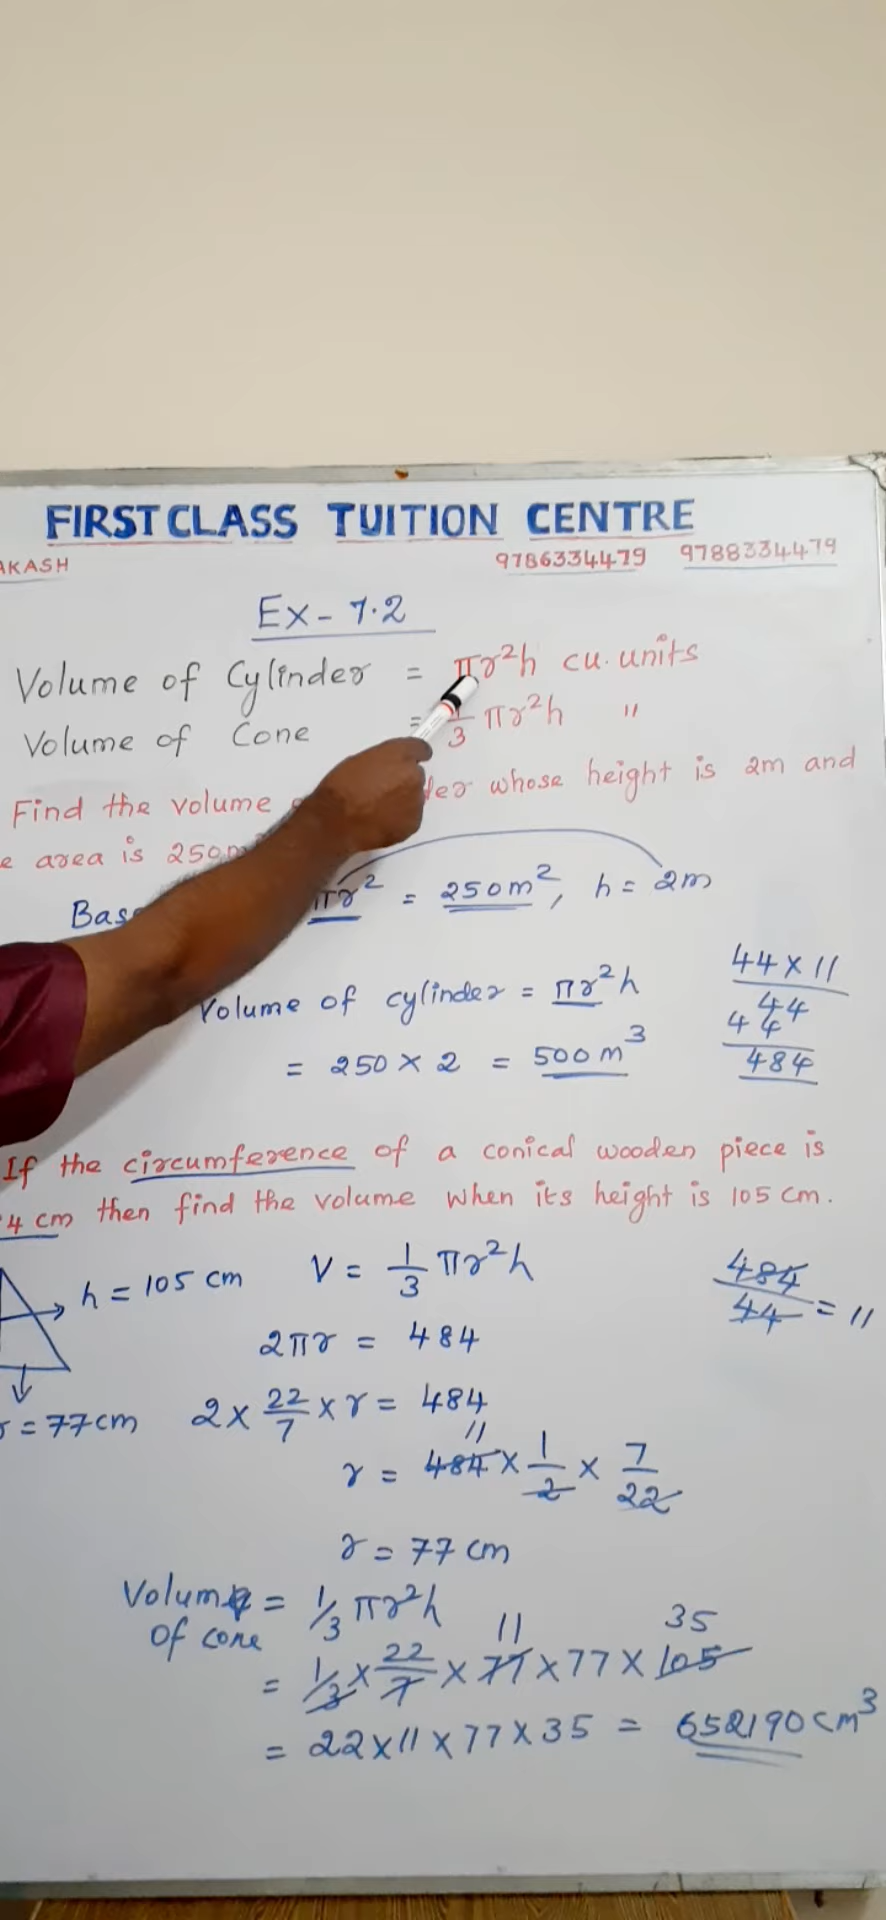 FIRST CLASS TUITION CENTRE
AKASH 9786334479 9788334479
Ex - 7.2
Volume of Cylinder = πr²h cu. units
Volume of Cone = 1/3 πr²h "
Find the volume whose height is 2m and
area is 250m
πr² = 250m², h = 2m
Volume of cylinder = πr²h
= 250 × 2 = 500 m³
44 × 11
44
44
484
If the circumference of a conical wooden piece is
4 cm then find the volume when its height is 105 cm.
h = 105 cm
V = 1/3 πr²h
484/44 = 11
2πr = 484
r = 77 cm
2 × 22/7 × r = 484
11
r = 484 × 1/2 × 7/22
r = 77 cm
Volume = 1/3 πr²h
Of cone
11 35
= 1/3 × 22/7 × 77 × 77 × 105
= 22 × 11 × 77 × 35 = 652190 cm³